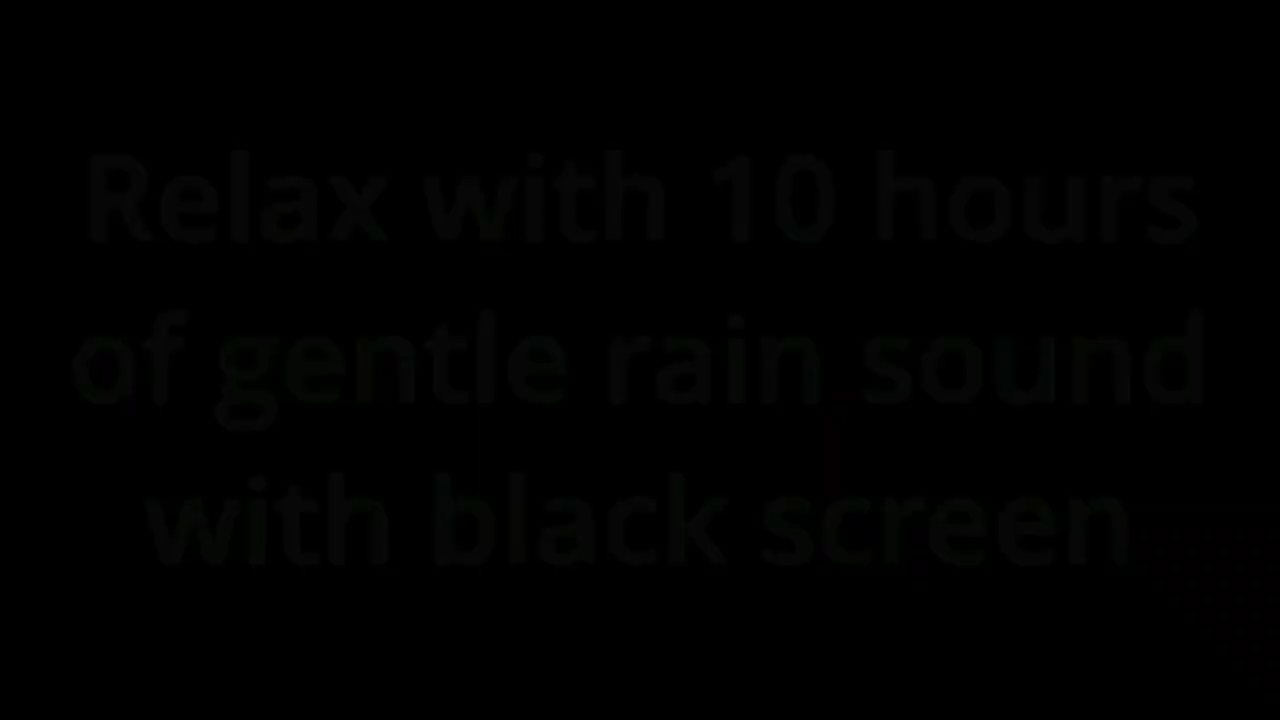 Relax with 10 hours
of gentle rain sound
with black screen